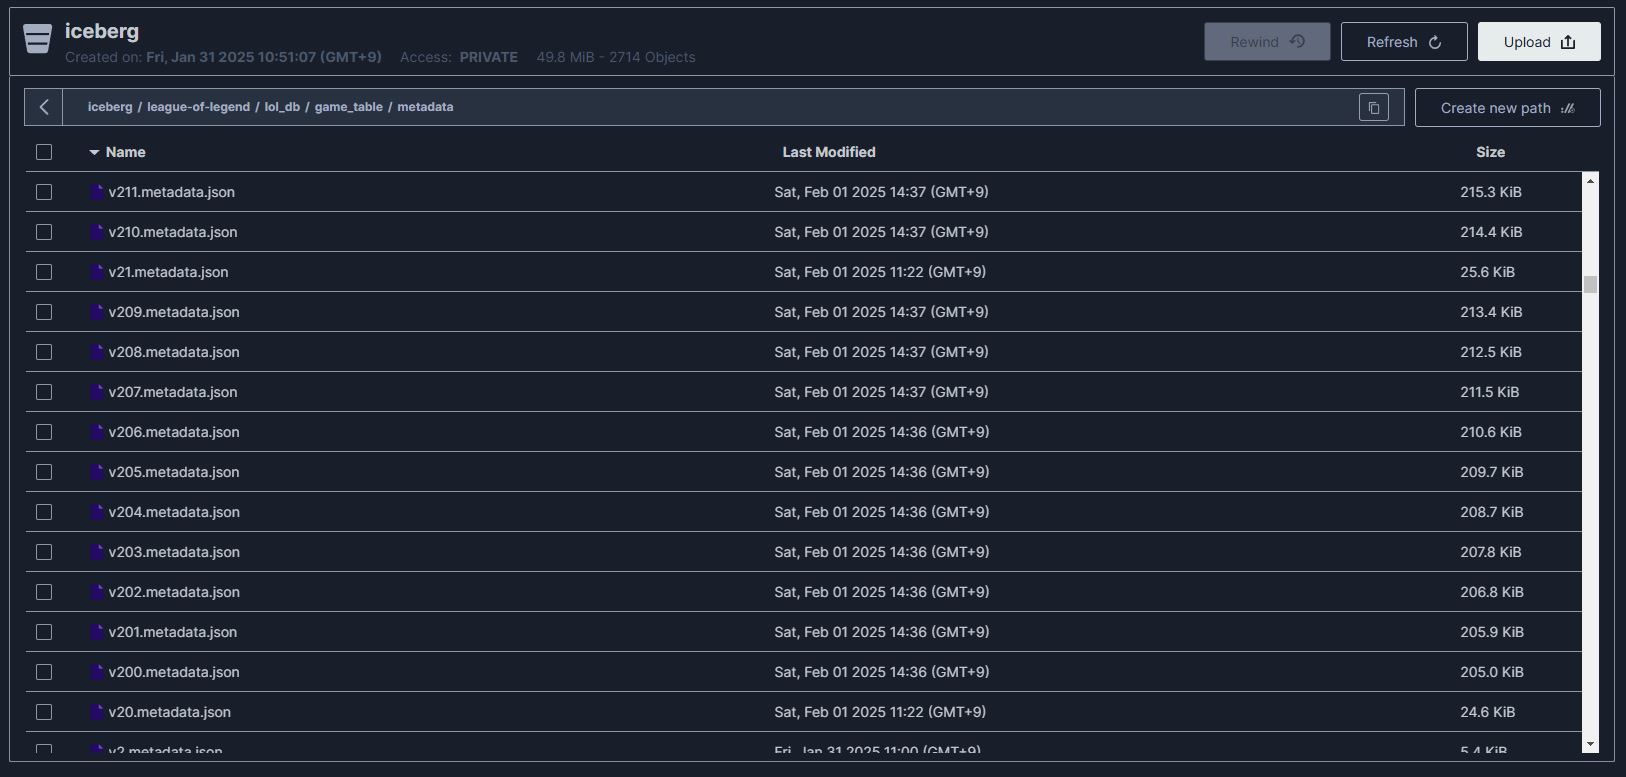 iceberg
Created on: Fri, Jan 31 2025 10:51:07 (GMT+9) Access: PRIVATE 49.8 MiB - 2714 Objects
Rewind Refresh Upload
iceberg / league-of-legend / lol_db / game_table / metadata
Create new path
Name Last Modified Size
v211.metadata.json Sat, Feb 01 2025 14:37 (GMT+9) 215.3 KiB
v210.metadata.json Sat, Feb 01 2025 14:37 (GMT+9) 214.4 KiB
v21.metadata.json Sat, Feb 01 2025 11:22 (GMT+9) 25.6 KiB
v209.metadata.json Sat, Feb 01 2025 14:37 (GMT+9) 213.4 KiB
v208.metadata.json Sat, Feb 01 2025 14:37 (GMT+9) 212.5 KiB
v207.metadata.json Sat, Feb 01 2025 14:37 (GMT+9) 211.5 KiB
v206.metadata.json Sat, Feb 01 2025 14:36 (GMT+9) 210.6 KiB
v205.metadata.json Sat, Feb 01 2025 14:36 (GMT+9) 209.7 KiB
v204.metadata.json Sat, Feb 01 2025 14:36 (GMT+9) 208.7 KiB
v203.metadata.json Sat, Feb 01 2025 14:36 (GMT+9) 207.8 KiB
v202.metadata.json Sat, Feb 01 2025 14:36 (GMT+9) 206.8 KiB
v201.metadata.json Sat, Feb 01 2025 14:36 (GMT+9) 205.9 KiB
v200.metadata.json Sat, Feb 01 2025 14:36 (GMT+9) 205.0 KiB
v20.metadata.json Sat, Feb 01 2025 11:22 (GMT+9) 24.6 KiB
v2.metadata.json Fri, Jan 31 2025 11:00 (GMT+9) 5.4 KiB